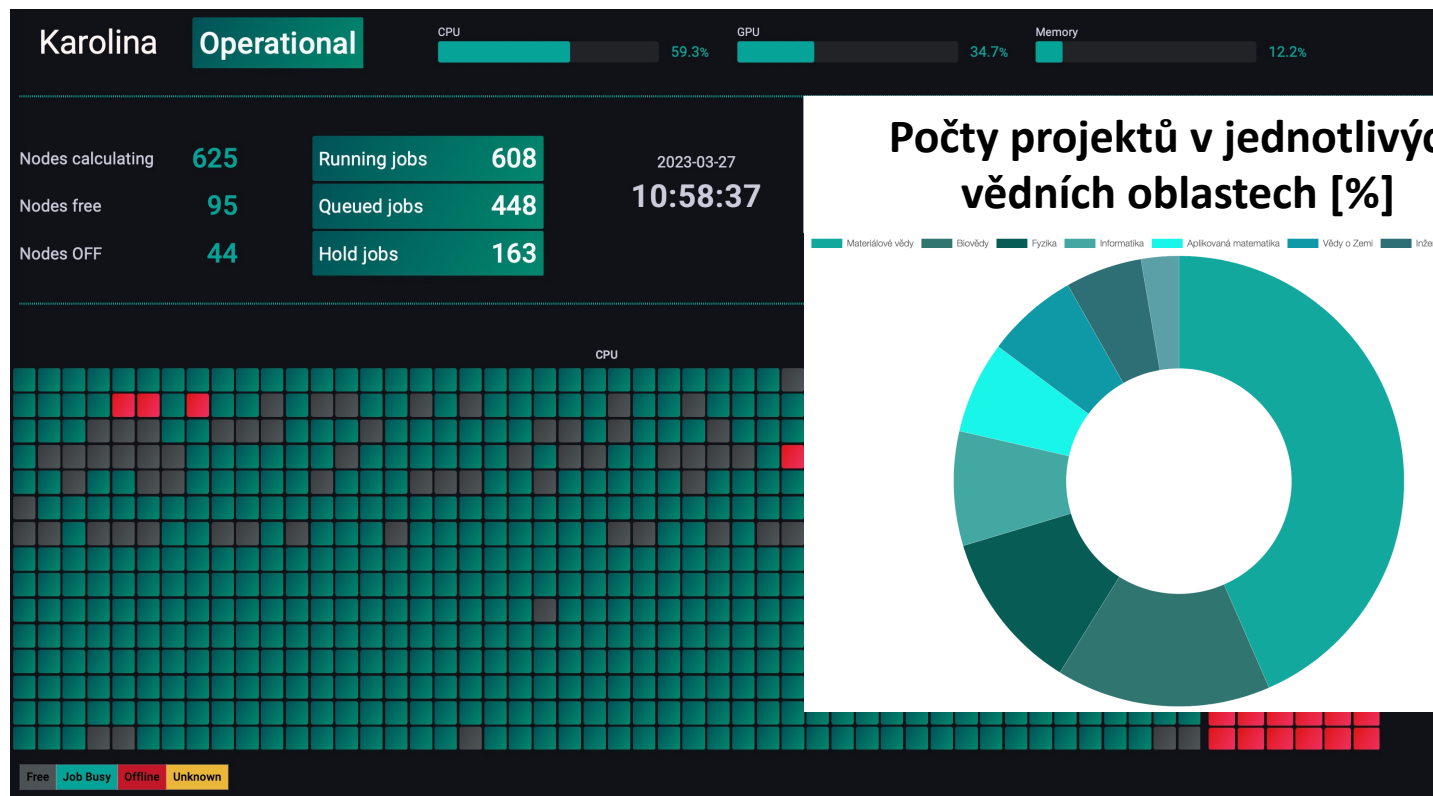 Karolina
Operational
CPU
59.3%
GPU
34.7%
Memory
12.2%
Nodes calculating 625
Nodes free 95
Nodes OFF 44
Running jobs 608
Queued jobs 448
Hold jobs 163
2023-03-27
10:58:37
Počty projektů v jednotlivýc
vědních oblastech [%]
Materiálové vědy Biovědy Fyzika Informatika Aplikovaná matematika Vědy o Zemi
CPU
Free Job Busy Offline Unknown